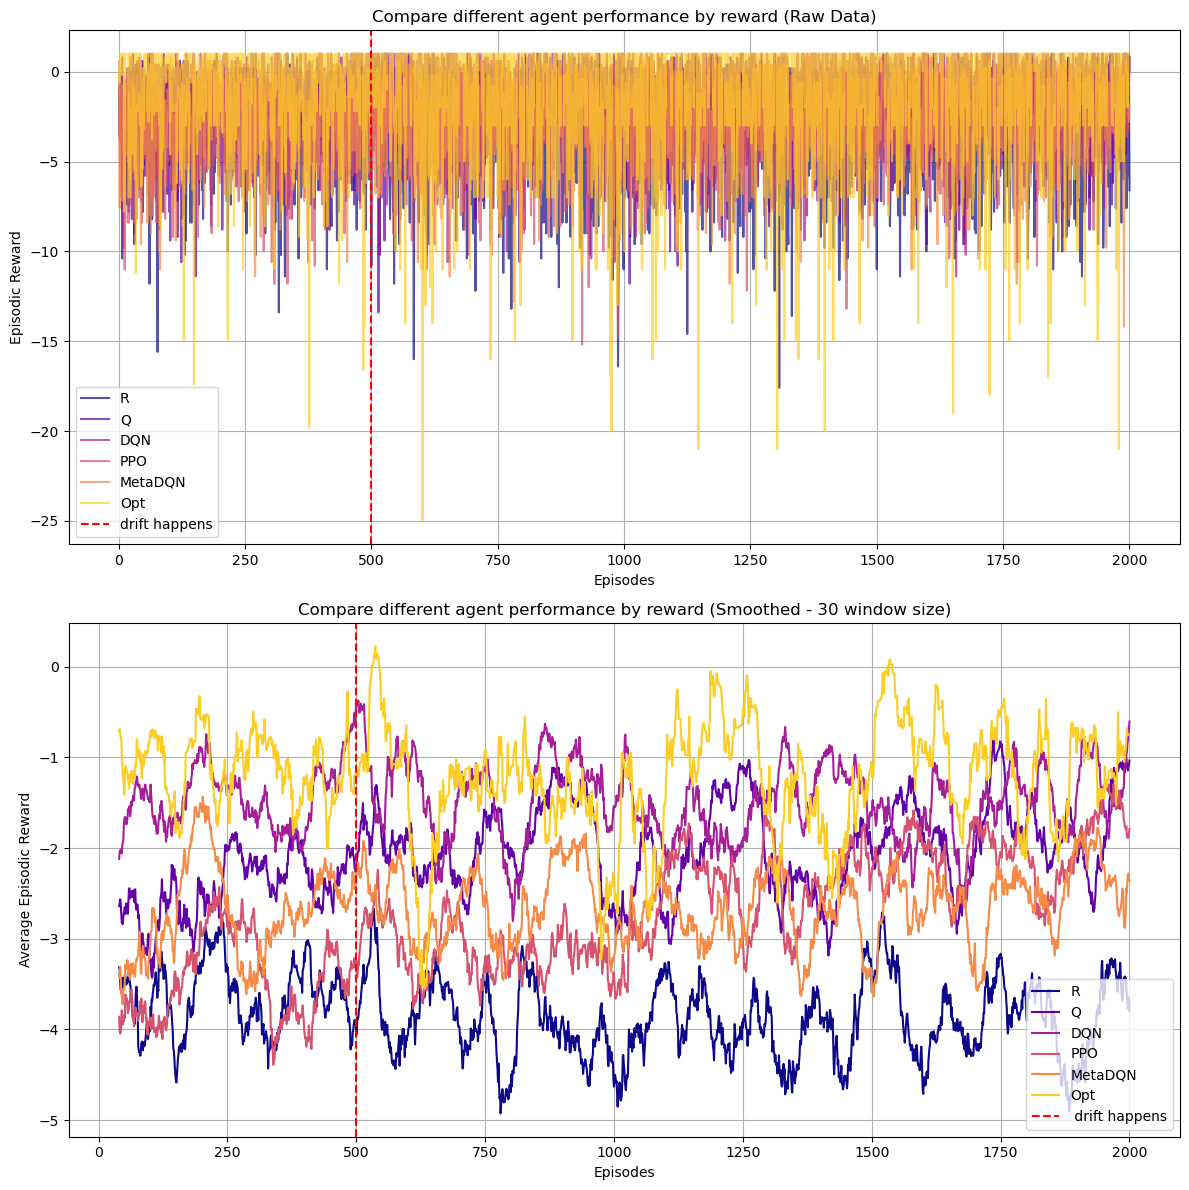 Compare different agent performance by reward (Raw Data)
Episodic Reward
0
−5
−10
−15
−20
−25
R
Q
DQN
PPO
MetaDQN
Opt
drift happens
0 250 500 750 1000 1250 1500 1750 2000
Episodes
Compare different agent performance by reward (Smoothed - 30 window size)
Average Episodic Reward
0
−1
−2
−3
−4
−5
R
Q
DQN
PPO
MetaDQN
Opt
drift happens
0 250 500 750 1000 1250 1500 1750 2000
Episodes